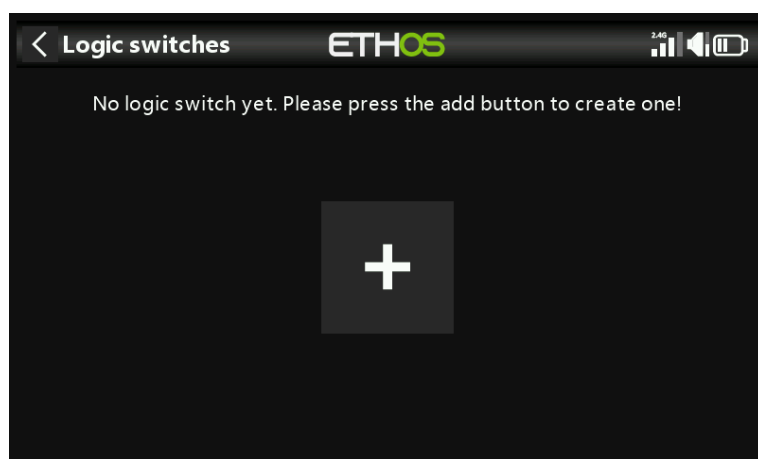 Logic switches
ETHOS
2.4G
No logic switch yet. Please press the add button to create one!